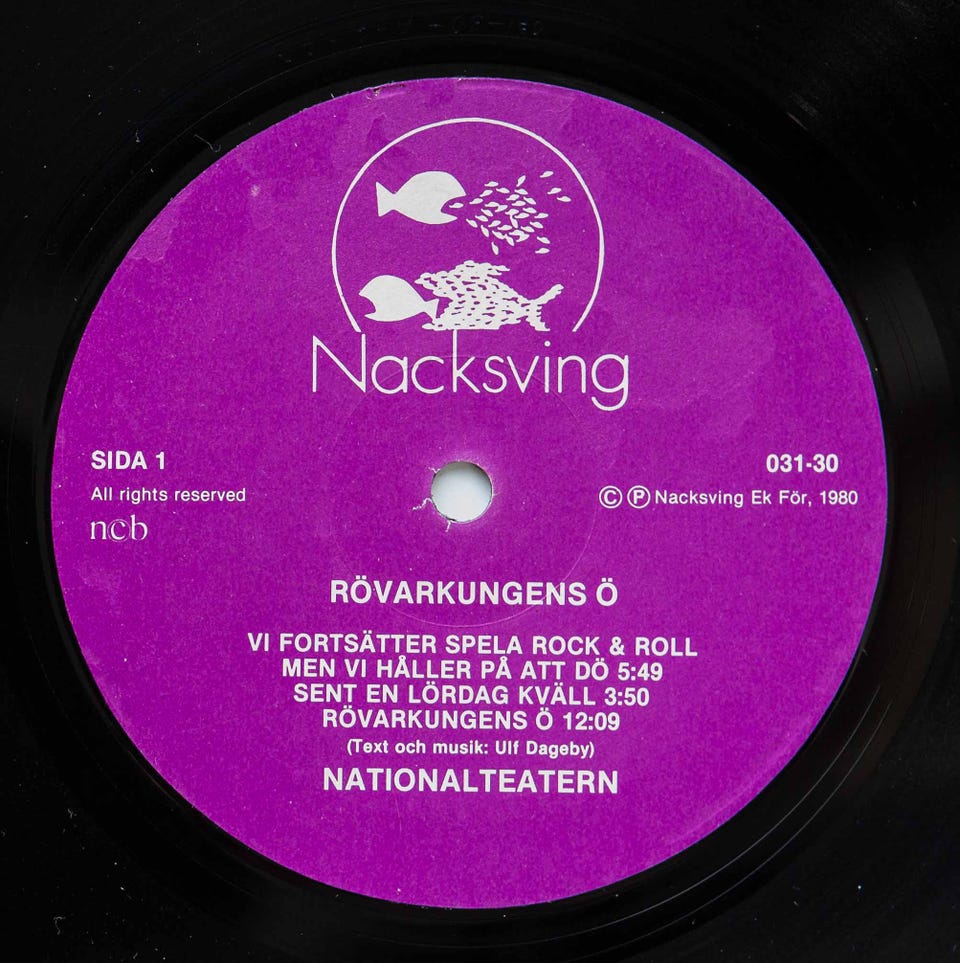 Nacksving
SIDA 1
031-30
All rights reserved
© Ⓟ Nacksving Ek För, 1980
ncb
RÖVARKUNGENS Ö
VI FORTSÄTTER SPELA ROCK & ROLL
MEN VI HÅLLER PÅ ATT DÖ 5:49
SENT EN LÖRDAG KVÄLL 3:50
RÖVARKUNGENS Ö 12:09
(Text och musik: Ulf Dageby)
NATIONALTEATERN